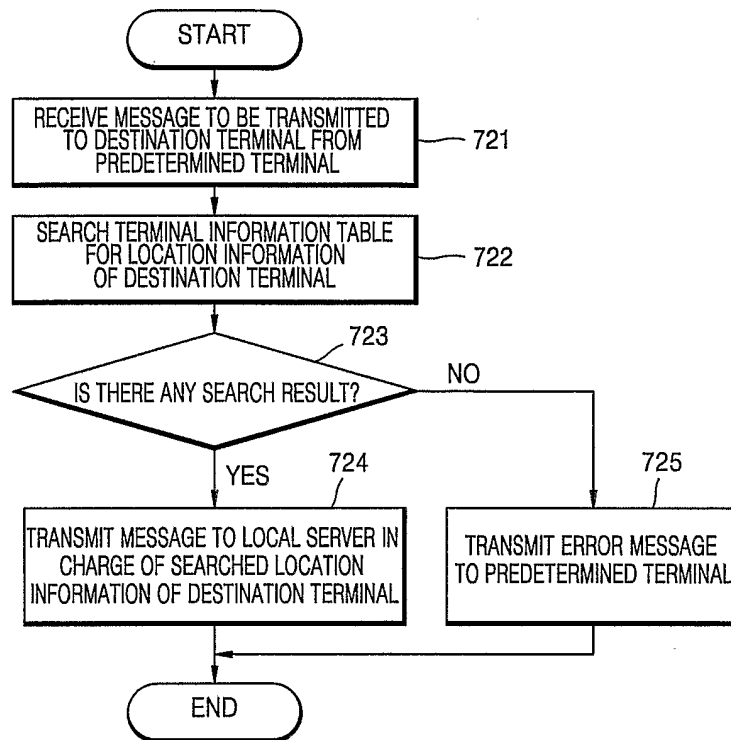 START
RECEIVE MESSAGE TO BE TRANSMITTED
TO DESTINATION TERMINAL FROM
PREDETERMINED TERMINAL
721
SEARCH TERMINAL INFORMATION TABLE
FOR LOCATION INFORMATION
OF DESTINATION TERMINAL
722
723
IS THERE ANY SEARCH RESULT?
NO
YES
724
TRANSMIT MESSAGE TO LOCAL SERVER IN
CHARGE OF SEARCHED LOCATION
INFORMATION OF DESTINATION TERMINAL
725
TRANSMIT ERROR MESSAGE
TO PREDETERMINED TERMINAL
END